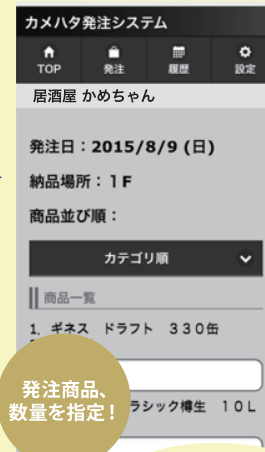 カメハタ発注システム
TOP 発注 履歴 設定
居酒屋 かめちゃん
発注日：2015/8/9 (日)
納品場所：1F
商品並び順：
カテゴリ順
商品一覧
1. ギネス ドラフト 330缶
ラシック樽生 10L
発注商品、
数量を指定！